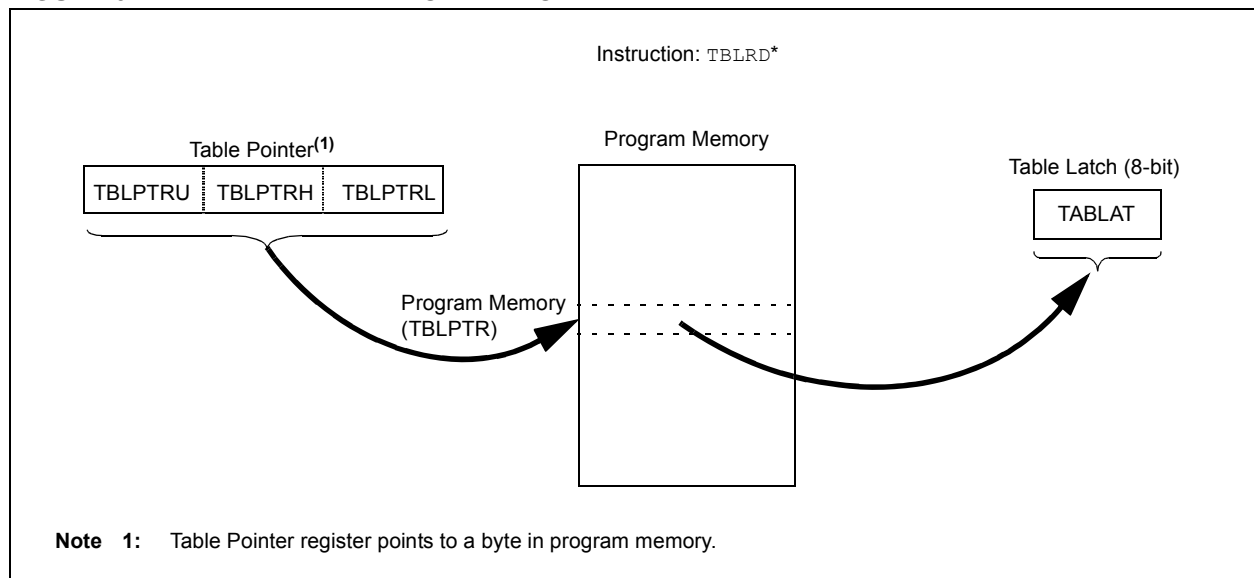 Instruction: TBLRD*
Program Memory
Table Pointer(1)
Table Latch (8-bit)
TBLPTRU TBLPTRH TBLPTRL
TABLAT
Program Memory
(TBLPTR)
Note 1: Table Pointer register points to a byte in program memory.